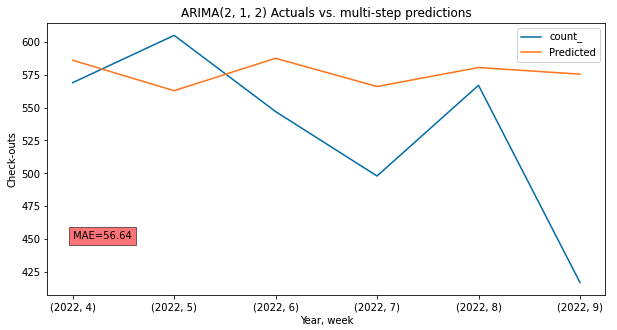 ARIMA(2, 1, 2) Actuals vs. multi-step predictions
count_
Predicted
600
575
550
525
500
475
450
425
Check-outs
MAE=56.64
(2022, 4) (2022, 5) (2022, 6) (2022, 7) (2022, 8) (2022, 9)
Year, week